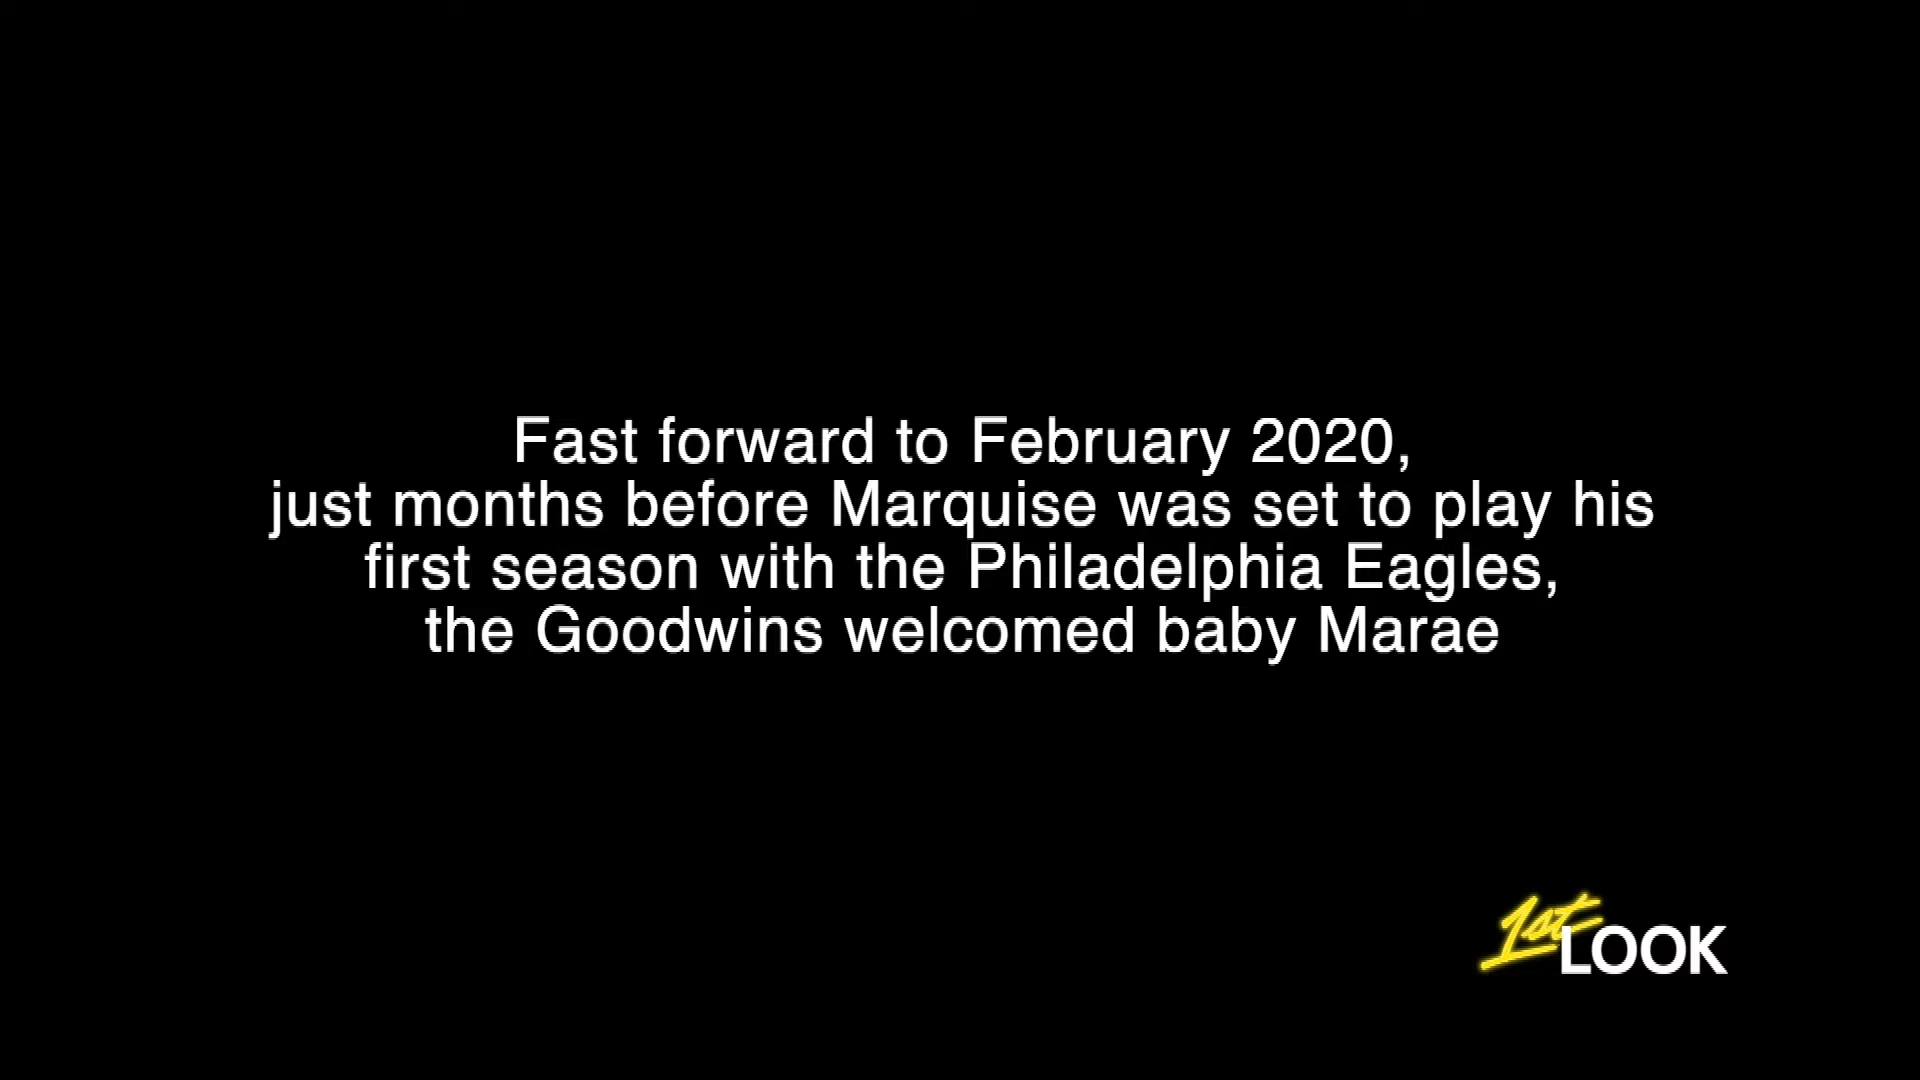 Fast forward to February 2020,
just months before Marquise was set to play his
first season with the Philadelphia Eagles,
the Goodwins welcomed baby Marae
1st LOOK